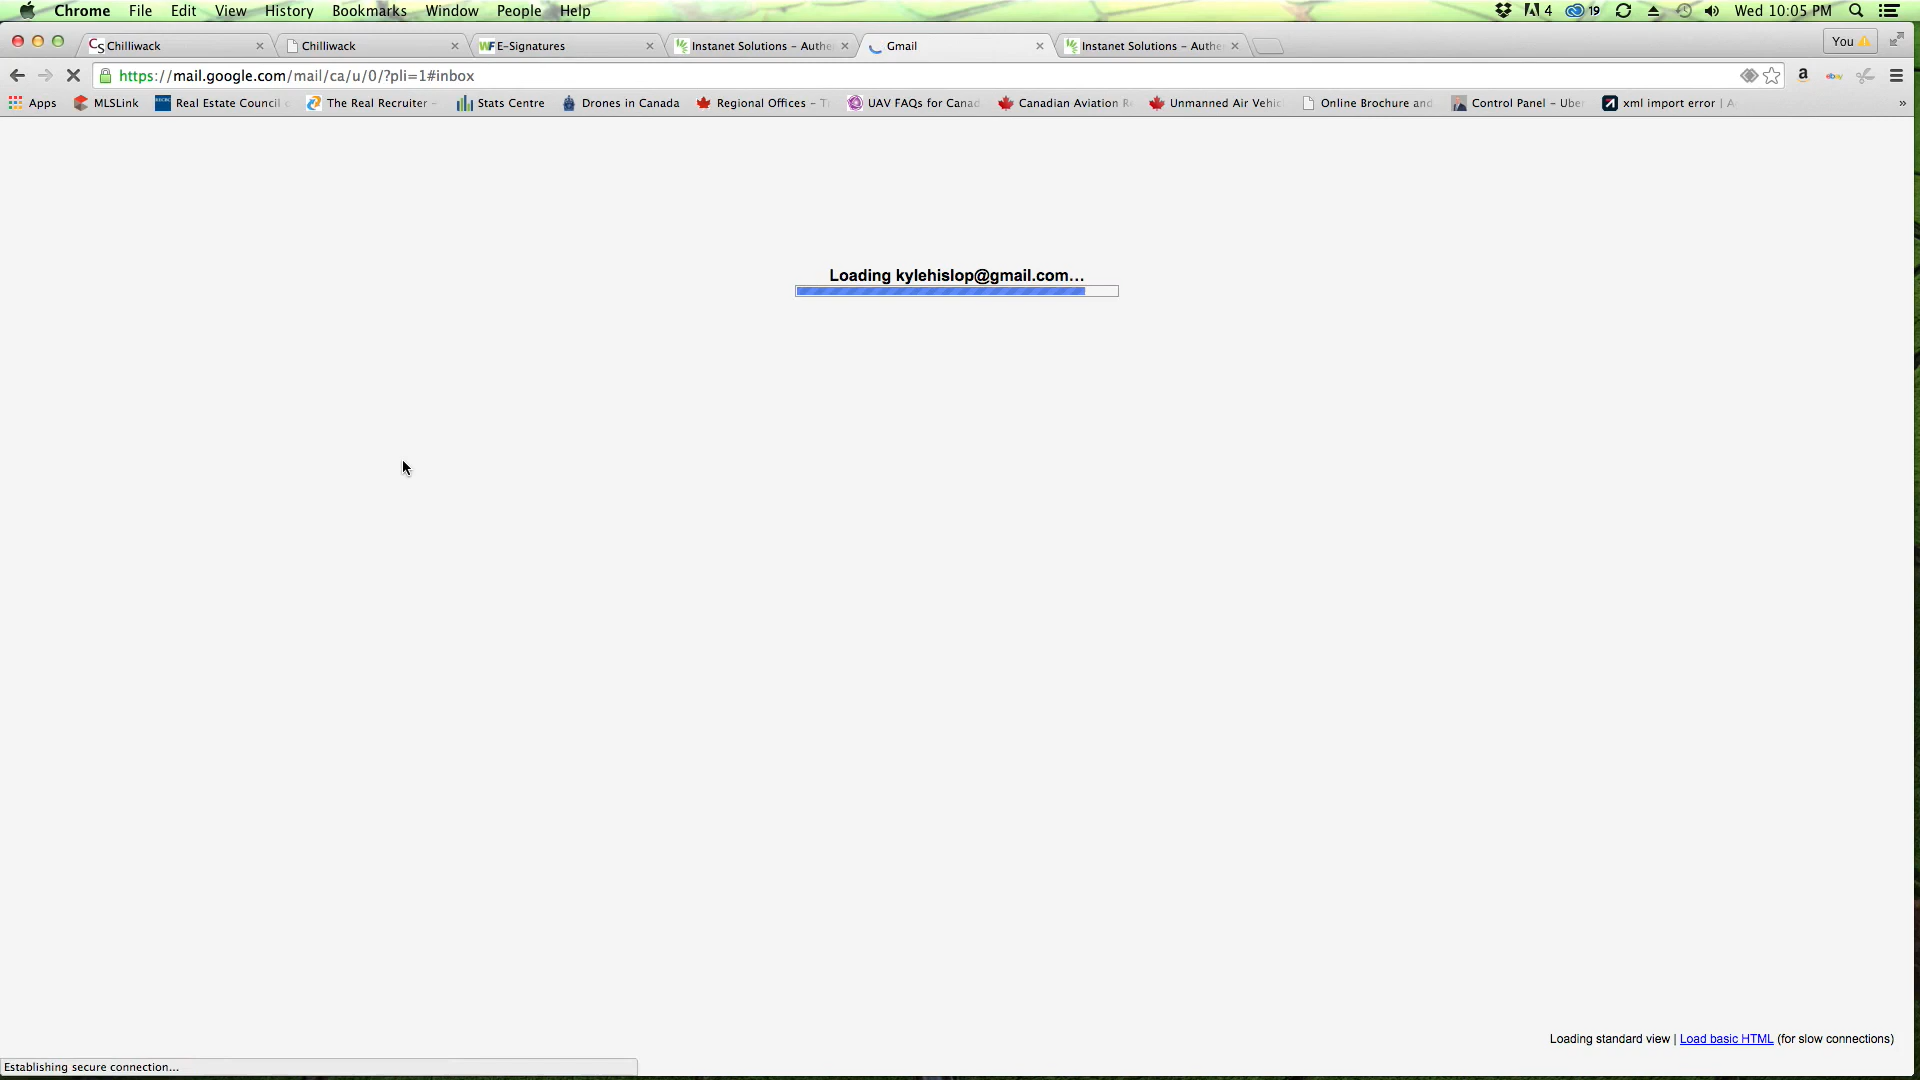 Chrome File Edit View History Bookmarks Window People Help 4 19 Wed 10:05 PM
Chilliwack Chilliwack E-Signatures Instanet Solutions – Authe Gmail Instanet Solutions – Authe You
https://mail.google.com/mail/ca/u/0/?pli=1#inbox
Apps MLSLink Real Estate Council The Real Recruiter – Stats Centre Drones in Canada Regional Offices – T UAV FAQs for Canad Canadian Aviation R Unmanned Air Vehic Online Brochure and Control Panel – Uber xml import error | A »
Loading kylehislop@gmail.com…
Loading standard view | Load basic HTML (for slow connections)
Establishing secure connection...